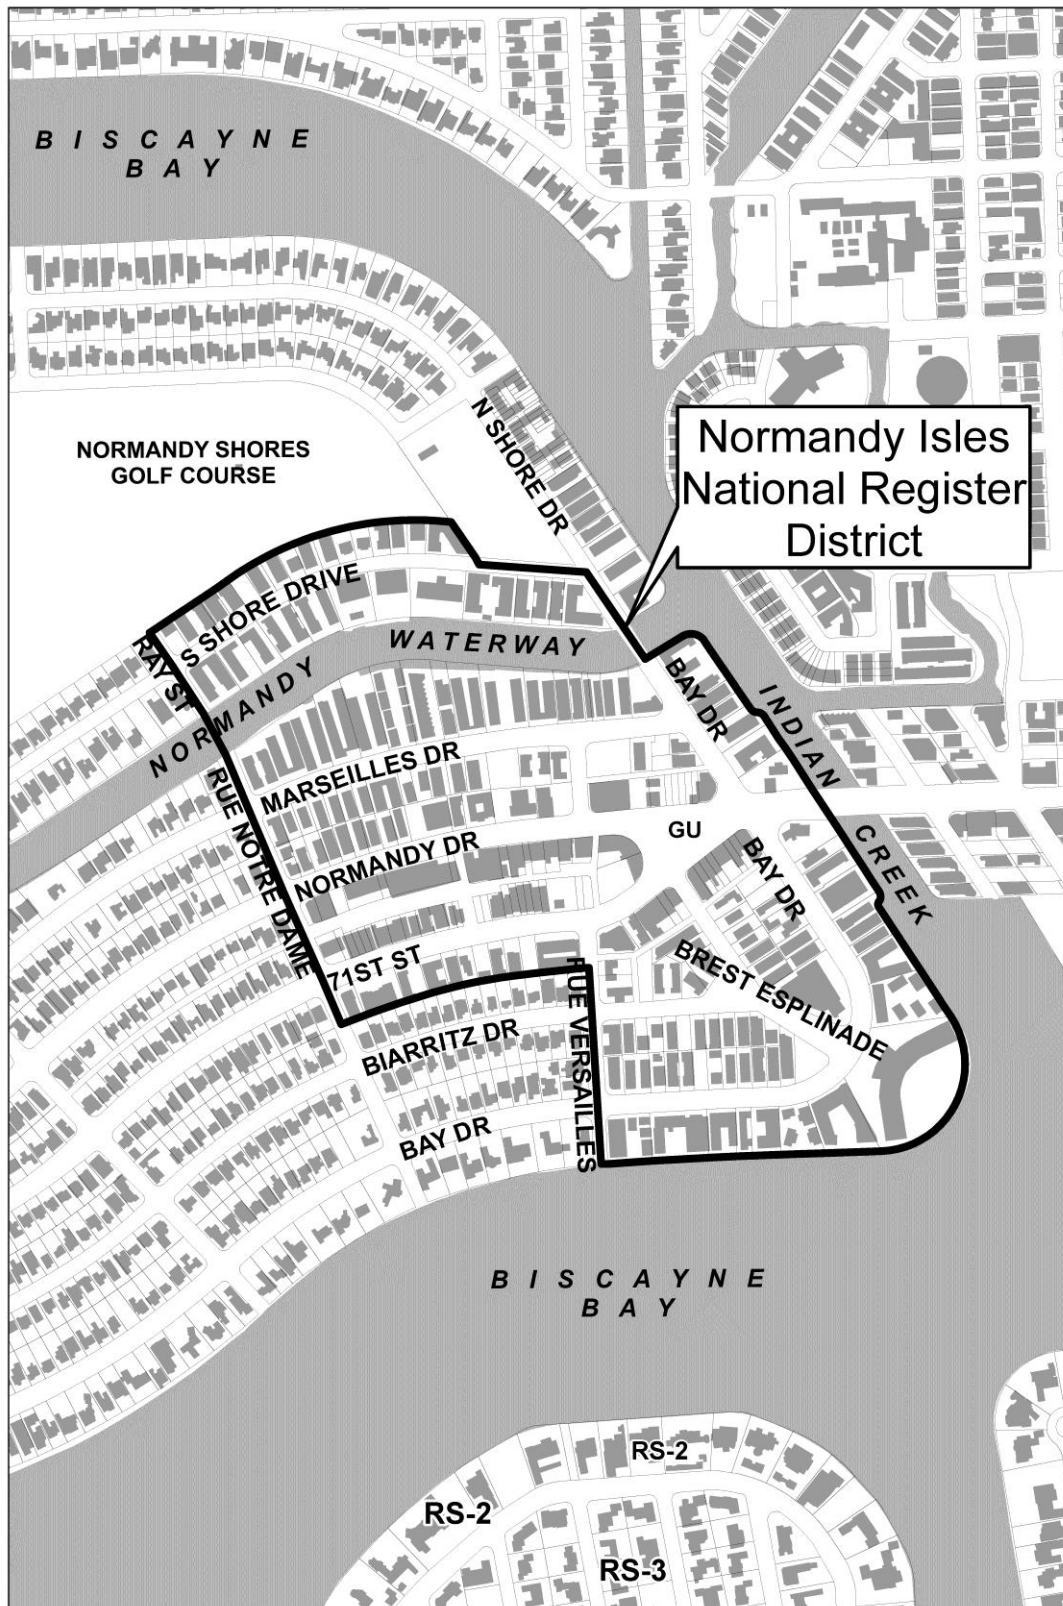 B I S C A Y N E
B A Y
NORMANDY SHORES
GOLF COURSE
N SHORE DR
Normandy Isles
National Register
District
S SHORE DRIVE
RAY ST
NORMANDY
WATERWAY
BAY DR
INDIAN
CREEK
MARSEILLES DR
RUE NOTRE DAME
NORMANDY DR
GU
BAY DR
71ST ST
BREST ESPLINADE
RUE VERSAILLES
BIARRITZ DR
BAY DR
B I S C A Y N E
B A Y
RS-2
RS-2
RS-3